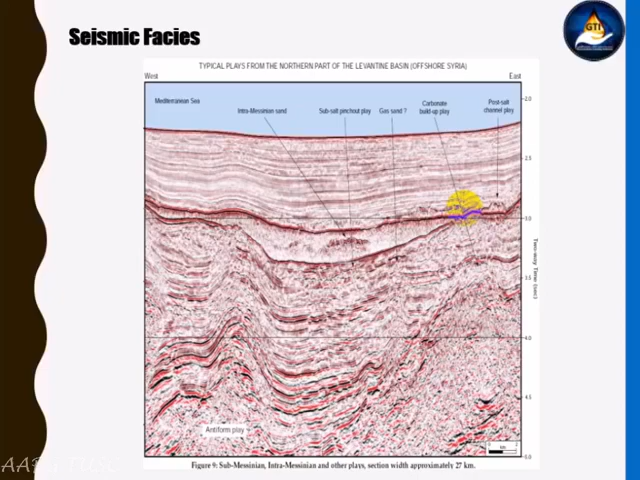 Seismic Facies
GTI
TYPICAL PLAYS FROM THE NORTHERN PART OF THE LEVANTINE BASIN (OFFSHORE SYRIA)
West
East
Mediterranean Sea
Intra-Messinian sand
Sub-salt pinchout play
Gas sand ?
Carbonate
build-up play
Post-salt
channel play
2.0
2.5
3.0
3.5
4.0
4.5
5.0
Two-way Time (sec)
Antiform play
Figure 9: Sub-Messinian, Intra-Messinian and other plays, section width approximately 27 km.